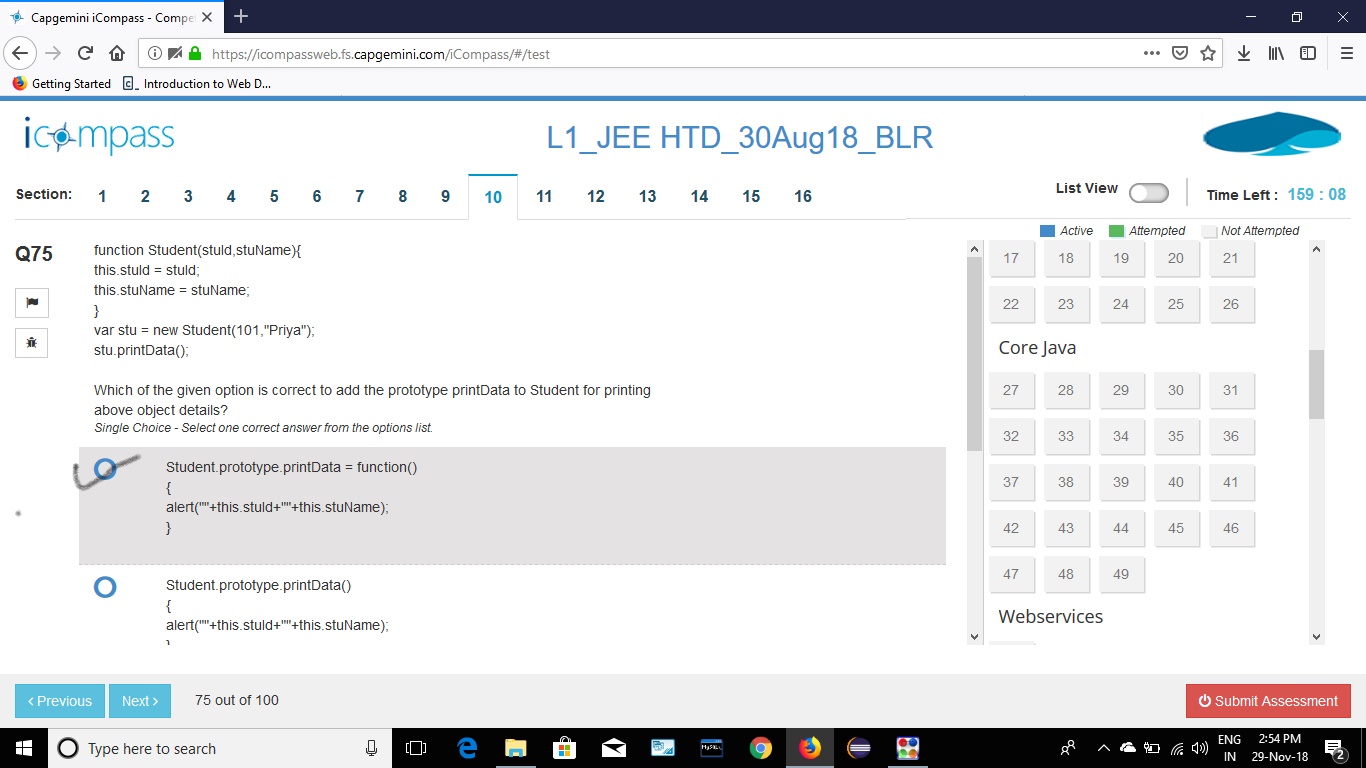 Capgemini iCompass - Compe
https://icompassweb.fs.capgemini.com/iCompass/#/test
Getting Started
Introduction to Web D...
icompass
L1_JEE HTD_30Aug18_BLR
Section: 1 2 3 4 5 6 7 8 9 10 11 12 13 14 15 16
List View
Time Left : 159 : 08
Active Attempted Not Attempted
Q75
function Student(stuId,stuName){
this.stuId = stuId;
this.stuName = stuName;
}
var stu = new Student(101,"Priya");
stu.printData();
Which of the given option is correct to add the prototype printData to Student for printing
above object details?
Single Choice - Select one correct answer from the options list.
Student.prototype.printData = function()
{
alert(""+this.stuId+""+this.stuName);
}
Student.prototype.printData()
{
alert(""+this.stuId+""+this.stuName);
17 18 19 20 21
22 23 24 25 26
Core Java
27 28 29 30 31
32 33 34 35 36
37 38 39 40 41
42 43 44 45 46
47 48 49
Webservices
Previous
Next
75 out of 100
Submit Assessment
Type here to search
MySQL
ENG
IN
2:54 PM
29-Nov-18
2